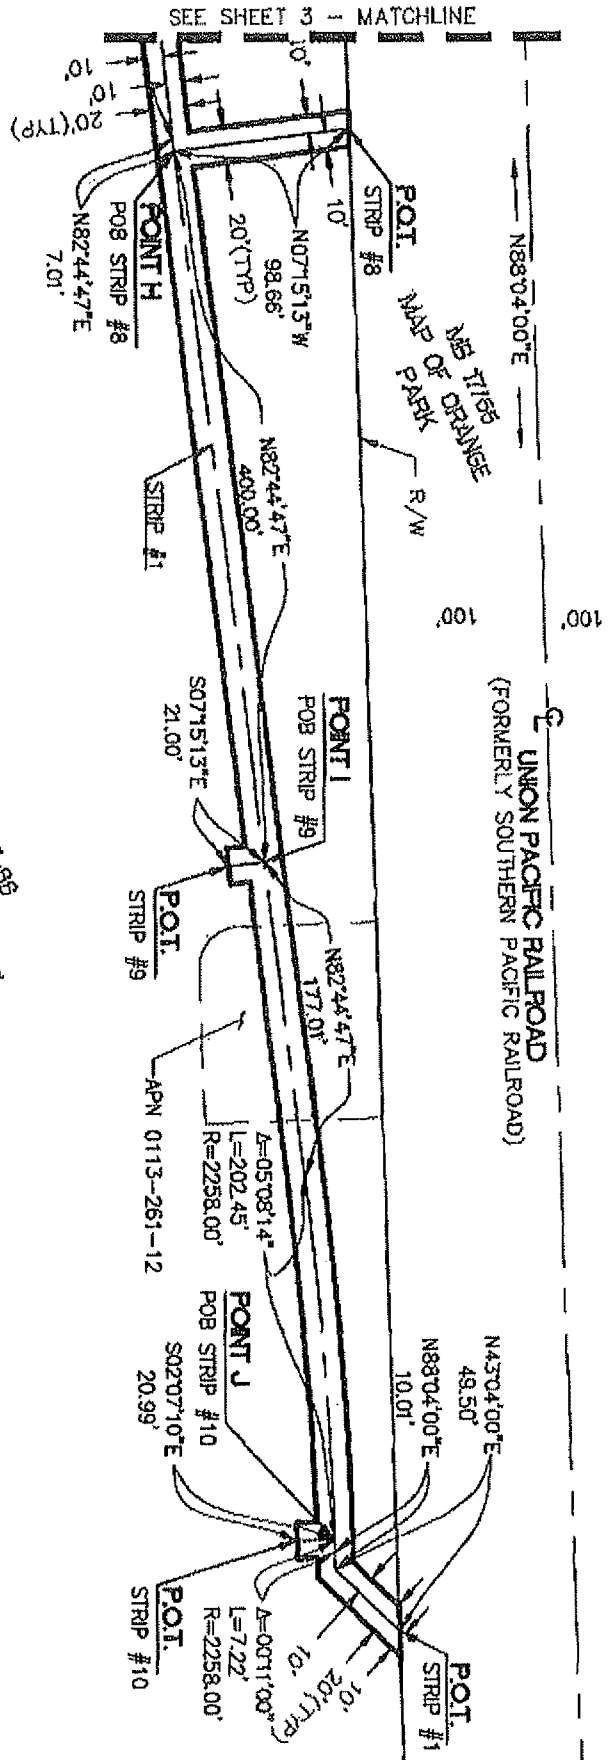 SEE SHEET 3 - MATCHLINE
10'
10'
20'(TYP)
10'
10'
20'(TYP)
P.O.T.
STRIP #8
N07°15'13"W
98.66'
POINT H
POB STRIP #8
N82°44'47"E
7.01'
N88°04'00"E
MB 17/55
MAP OF ORANGE
PARK
R/W
100'
100'
N82°44'47"E
400.00'
STRIP #1
℄
UNION PACIFIC RAILROAD
(FORMERLY SOUTHERN PACIFIC RAILROAD)
POINT I
POB STRIP #9
S07°15'13"E
21.00'
P.O.T.
STRIP #9
N82°44'47"E
177.01'
APN 0113-261-12
Δ=05°08'14"
L=202.45'
R=2258.00'
POINT J
POB STRIP #10
S02°07'10"E
20.99'
N43°04'00"E
49.50'
N88°04'00"E
10.01'
P.O.T.
STRIP #10
Δ=00°11'00"
L=7.22'
R=2258.00'
10'
20'(TYP)
10'
P.O.T.
STRIP #1